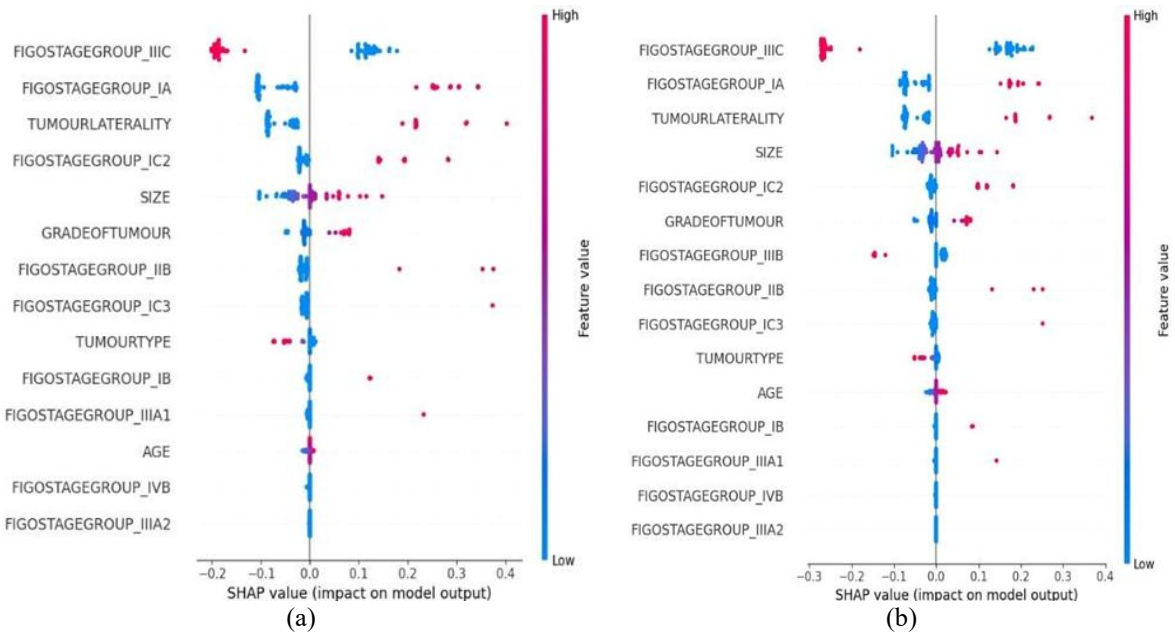 High
FIGOSTAGEGROUP_IIIC
FIGOSTAGEGROUP_IA
TUMOURLATERALITY
FIGOSTAGEGROUP_IC2
SIZE
GRADEOFTUMOUR
FIGOSTAGEGROUP_IIB
FIGOSTAGEGROUP_IC3
TUMOURTYPE
FIGOSTAGEGROUP_IB
FIGOSTAGEGROUP_IIIA1
AGE
FIGOSTAGEGROUP_IVB
FIGOSTAGEGROUP_IIIA2
Feature value
Low
−0.2 −0.1 0.0 0.1 0.2 0.3 0.4
SHAP value (impact on model output)
(a)
High
FIGOSTAGEGROUP_IIIC
FIGOSTAGEGROUP_IA
TUMOURLATERALITY
SIZE
FIGOSTAGEGROUP_IC2
GRADEOFTUMOUR
FIGOSTAGEGROUP_IIIB
FIGOSTAGEGROUP_IIB
FIGOSTAGEGROUP_IC3
TUMOURTYPE
AGE
FIGOSTAGEGROUP_IB
FIGOSTAGEGROUP_IIIA1
FIGOSTAGEGROUP_IVB
FIGOSTAGEGROUP_IIIA2
Feature value
Low
−0.3 −0.2 −0.1 0.0 0.1 0.2 0.3 0.4
SHAP value (impact on model output)
(b)